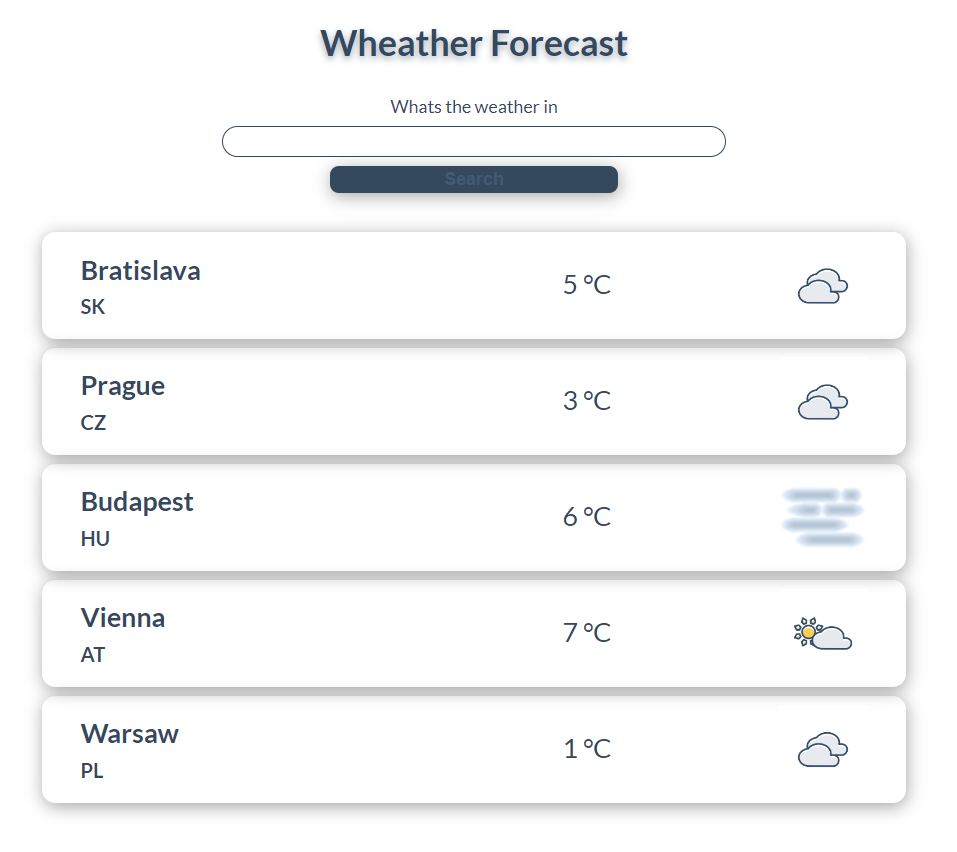 Wheather Forecast
Whats the weather in
Search
Bratislava
SK
5 °C
Prague
CZ
3 °C
Budapest
HU
6 °C
Vienna
AT
7 °C
Warsaw
PL
1 °C